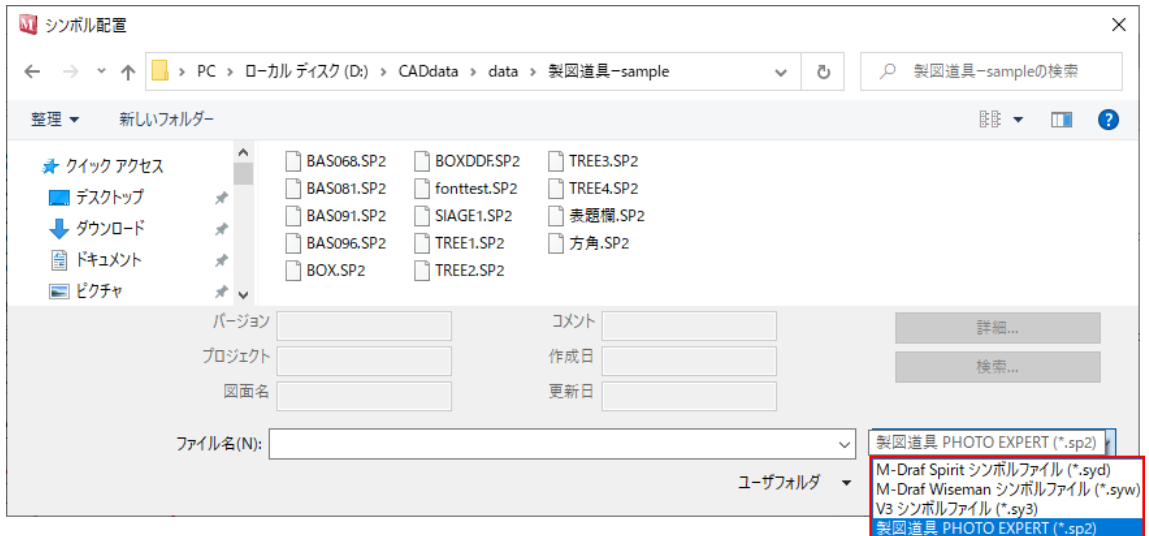 シンボル配置
PC › ローカル ディスク (D:) › CADdata › data › 製図道具-sample
製図道具-sampleの検索
整理 新しいフォルダー
クイック アクセス
デスクトップ
ダウンロード
ドキュメント
ピクチャ
BAS068.SP2
BAS081.SP2
BAS091.SP2
BAS096.SP2
BOX.SP2
BOXDDF.SP2
fonttest.SP2
SIAGE1.SP2
TREE1.SP2
TREE2.SP2
TREE3.SP2
TREE4.SP2
表題欄.SP2
方角.SP2
バージョン
プロジェクト
図面名
コメント
作成日
更新日
詳細...
検索...
ファイル名(N):
製図道具 PHOTO EXPERT (*.sp2)
ユーザフォルダ
M-Draf Spirit シンボルファイル (*.syd)
M-Draf Wiseman シンボルファイル (*.syw)
V3 シンボルファイル (*.sy3)
製図道具 PHOTO EXPERT (*.sp2)